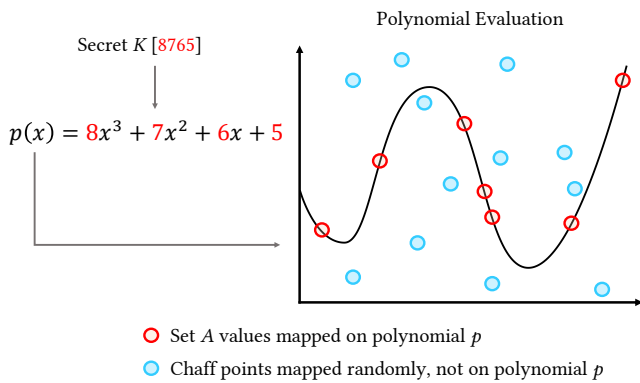 Polynomial Evaluation
Secret K [8765]
p(x) = 8x³ + 7x² + 6x + 5
Set A values mapped on polynomial p
Chaff points mapped randomly, not on polynomial p